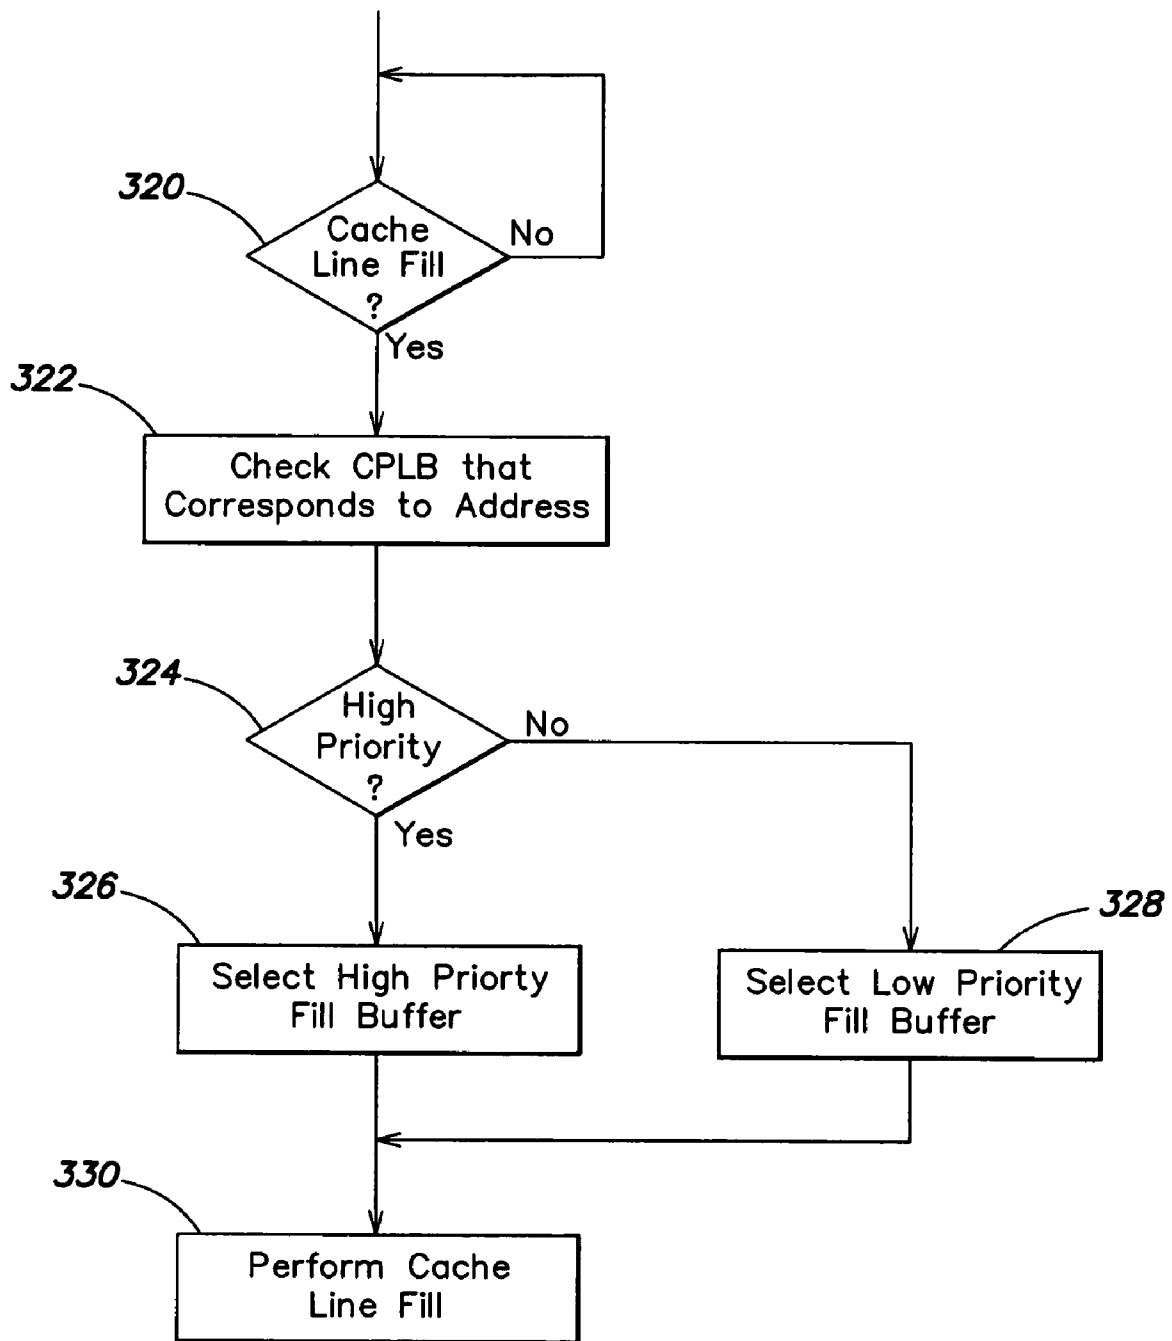 320
Cache
Line Fill
?
No
Yes
322
Check CPLB that
Corresponds to Address
324
High
Priority
?
No
Yes
326
Select High Priorty
Fill Buffer
328
Select Low Priority
Fill Buffer
330
Perform Cache
Line Fill